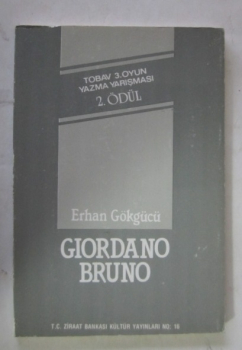 TOBAV 3.OYUN
YAZMA YARIŞMASI
2. ÖDÜL
Erhan Gökgücü
GIORDANO
BRUNO
T.C. ZİRAAT BANKASI KÜLTÜR YAYINLARI NO: 16